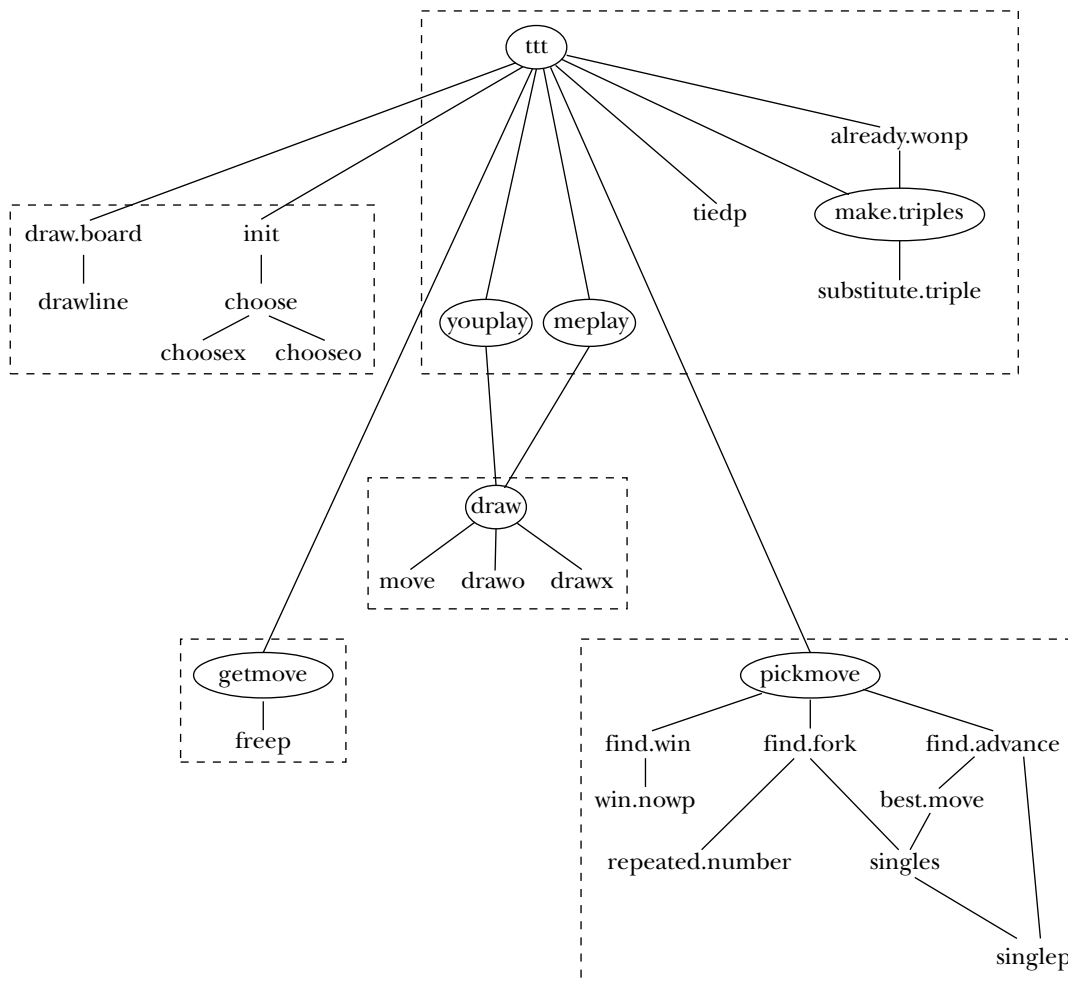 ttt
already.wonp
tiedp
make.triples
draw.board
init
drawline
choose
substitute.triple
youplay
meplay
choosex
chooseo
draw
move
drawo
drawx
getmove
pickmove
freep
find.win
find.fork
find.advance
win.nowp
best.move
repeated.number
singles
singlep